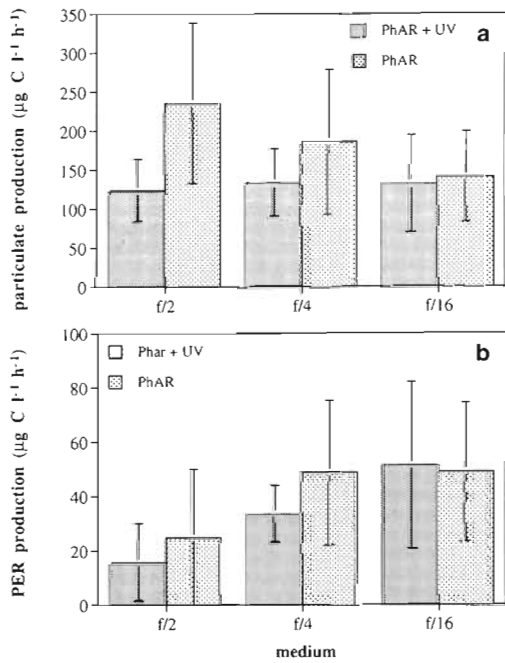 350
300
250
200
150
100
50
0
particulate production (µg C l⁻¹ h⁻¹)
PhAR + UV
PhAR
a
f/2 f/4 f/16
100
80
60
40
20
0
PER production (µg C l⁻¹ h⁻¹)
Phar + UV
PhAR
b
f/2 f/4 f/16
medium